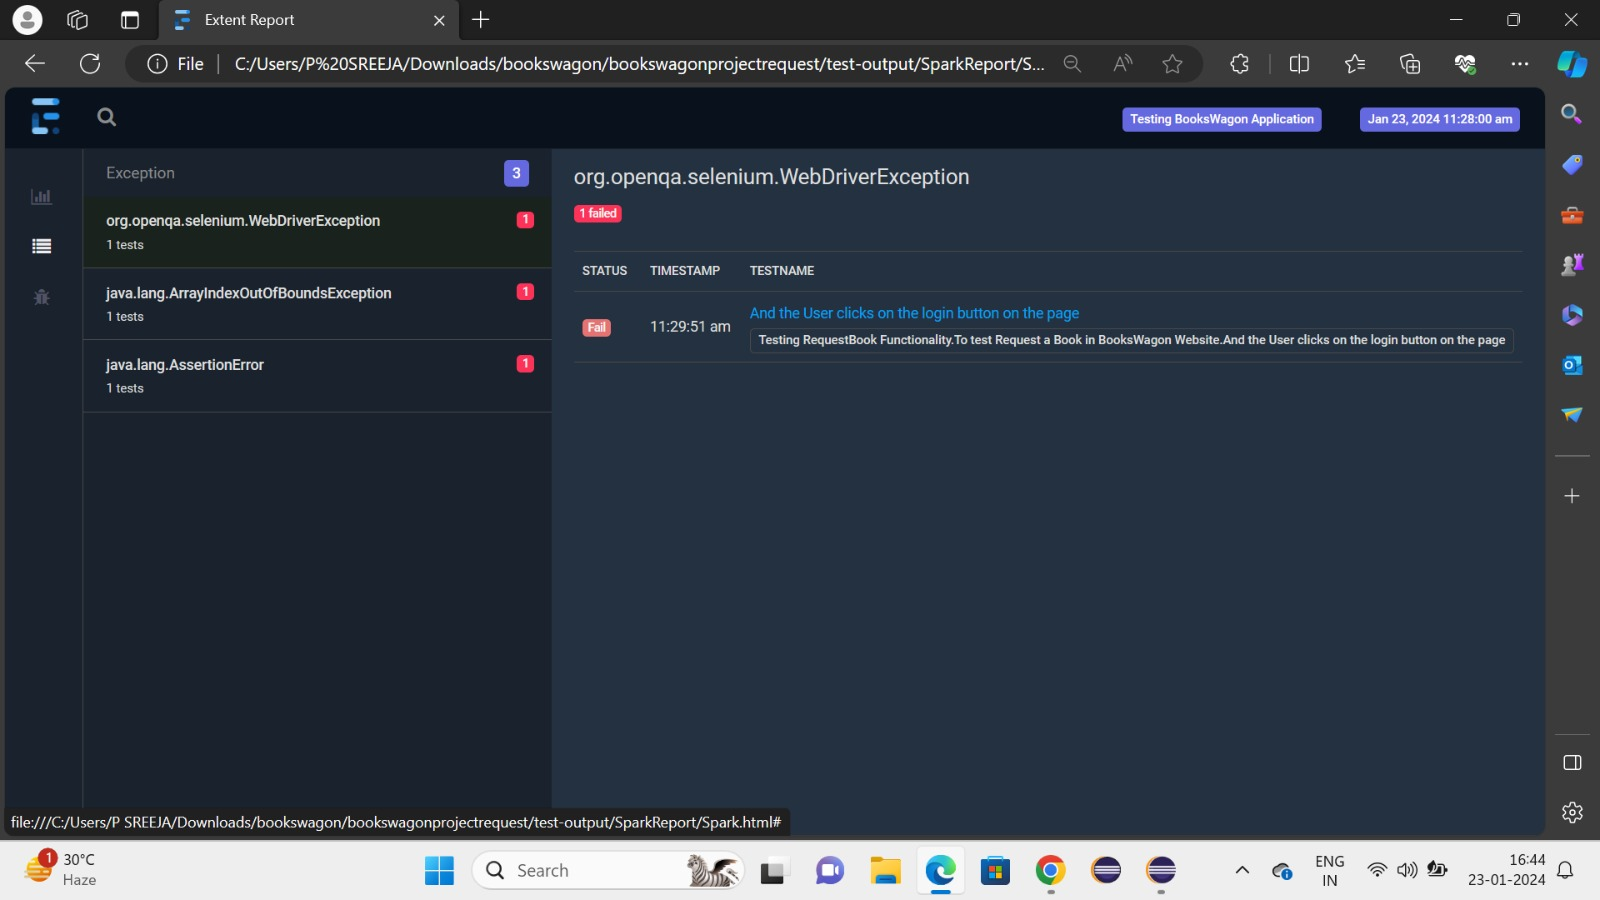 Extent Report
File
C:/Users/P%20SREEJA/Downloads/bookswagon/bookswagonprojectrequest/test-output/SparkReport/S...
Testing BooksWagon Application
Jan 23, 2024 11:28:00 am
Exception
3
org.openqa.selenium.WebDriverException
1
1 tests
java.lang.ArrayIndexOutOfBoundsException
1
1 tests
java.lang.AssertionError
1
1 tests
org.openqa.selenium.WebDriverException
1 failed
STATUS TIMESTAMP TESTNAME
Fail
11:29:51 am
And the User clicks on the login button on the page
Testing RequestBook Functionality.To test Request a Book in BooksWagon Website.And the User clicks on the login button on the page
file:///C:/Users/P SREEJA/Downloads/bookswagon/bookswagonprojectrequest/test-output/SparkReport/Spark.html#
1
30°C
Haze
Search
ENG
IN
16:44
23-01-2024